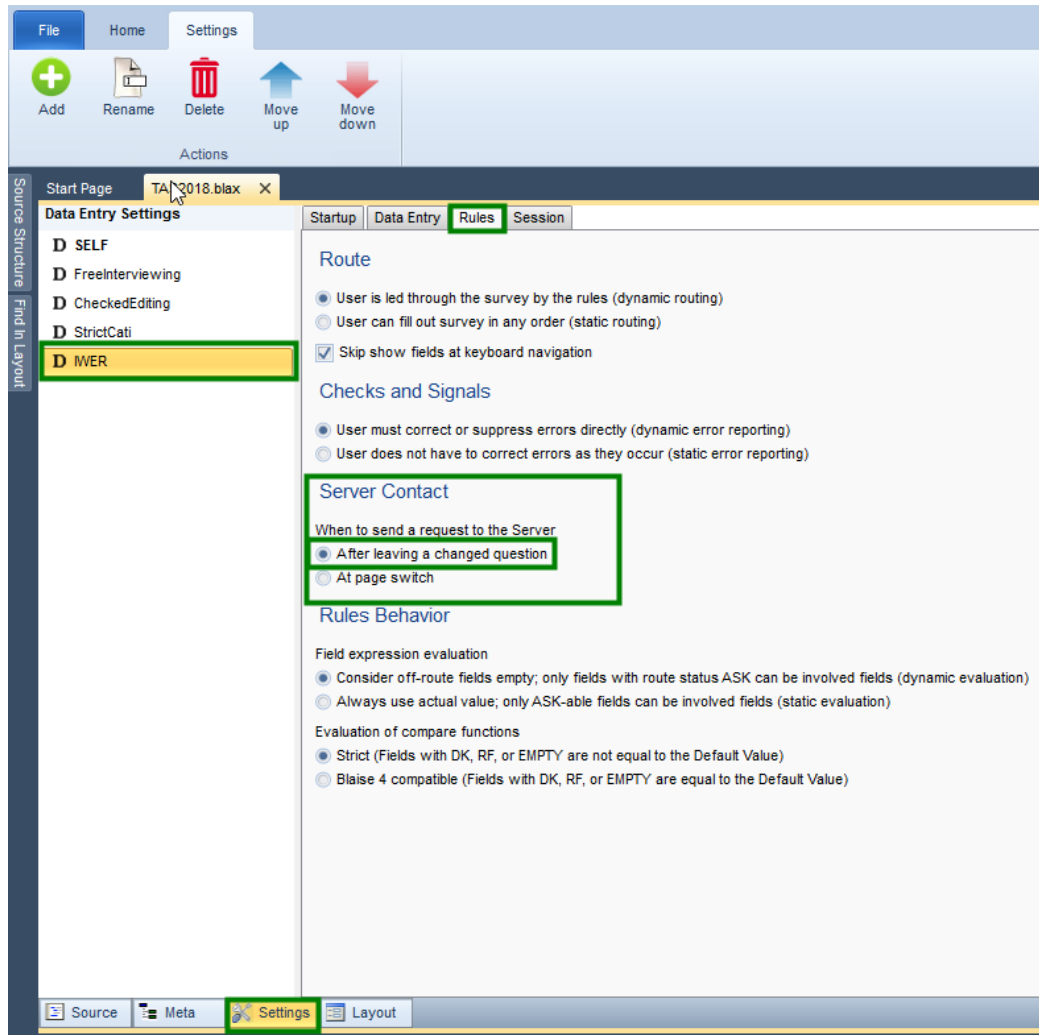 File Home Settings
Add Rename Delete Move up Move down
Actions
Source Structure
Find In Layout
Start Page 2018.blax X
Data Entry Settings
D SELF
D FreeInterviewing
D CheckedEditing
D StrictCati
D IWER
Startup Data Entry Rules Session
Route
User is led through the survey by the rules (dynamic routing)
User can fill out survey in any order (static routing)
Skip show fields at keyboard navigation
Checks and Signals
User must correct or suppress errors directly (dynamic error reporting)
User does not have to correct errors as they occur (static error reporting)
Server Contact
When to send a request to the Server
After leaving a changed question
At page switch
Rules Behavior
Field expression evaluation
Consider off-route fields empty; only fields with route status ASK can be involved fields (dynamic evaluation)
Always use actual value; only ASK-able fields can be involved fields (static evaluation)
Evaluation of compare functions
Strict (Fields with DK, RF, or EMPTY are not equal to the Default Value)
Blaise 4 compatible (Fields with DK, RF, or EMPTY are equal to the Default Value)
Source Meta Settings Layout